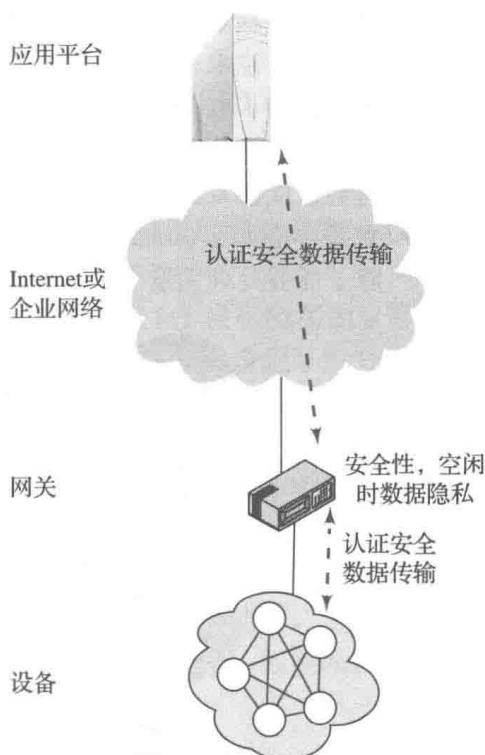 应用平台
认证安全数据传输
Internet或
企业网络
网关
安全性，空闲
时数据隐私
认证安全
数据传输
设备